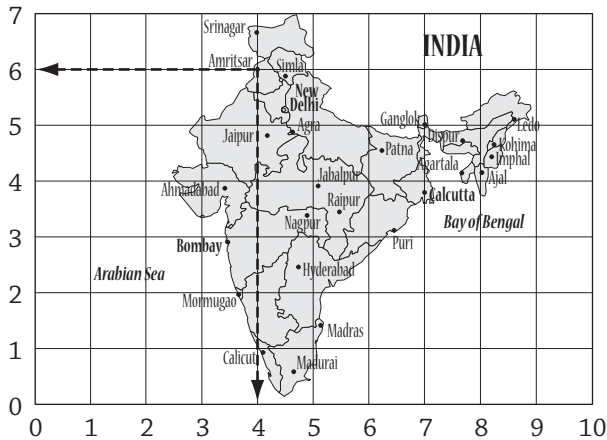 7
Srinagar
INDIA
6
Amritsar
Simla
New
Delhi
5
Ganglok
Ledo
Jaipur
Agra
Dispur
Kohima
Patna
Imphal
Agartala
4
Ahmadabad
Jabalpur
Ajal
Raipur
Calcutta
Nagpur
Bay of Bengal
3
Bombay
Puri
Arabian Sea
Hyderabad
2
Mormugao
Madras
1
Calicut
Madurai
0
0 1 2 3 4 5 6 7 8 9 10